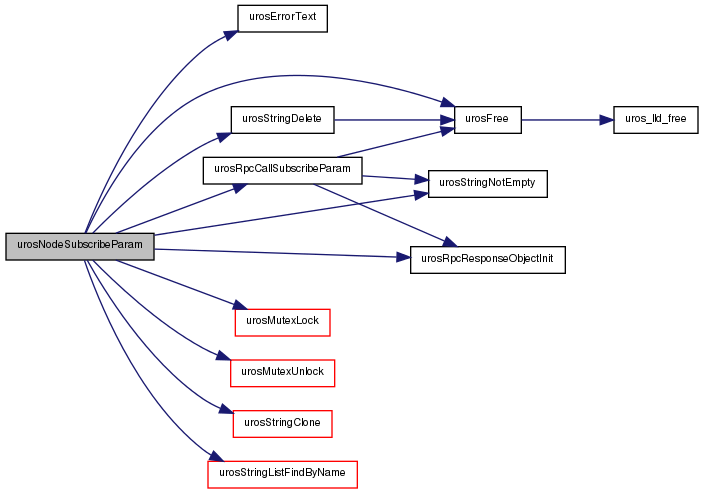 urosErrorText
urosStringDelete
urosFree
uros_lld_free
urosRpcCallSubscribeParam
urosStringNotEmpty
urosNodeSubscribeParam
urosRpcResponseObjectInit
urosMutexLock
urosMutexUnlock
urosStringClone
urosStringListFindByName